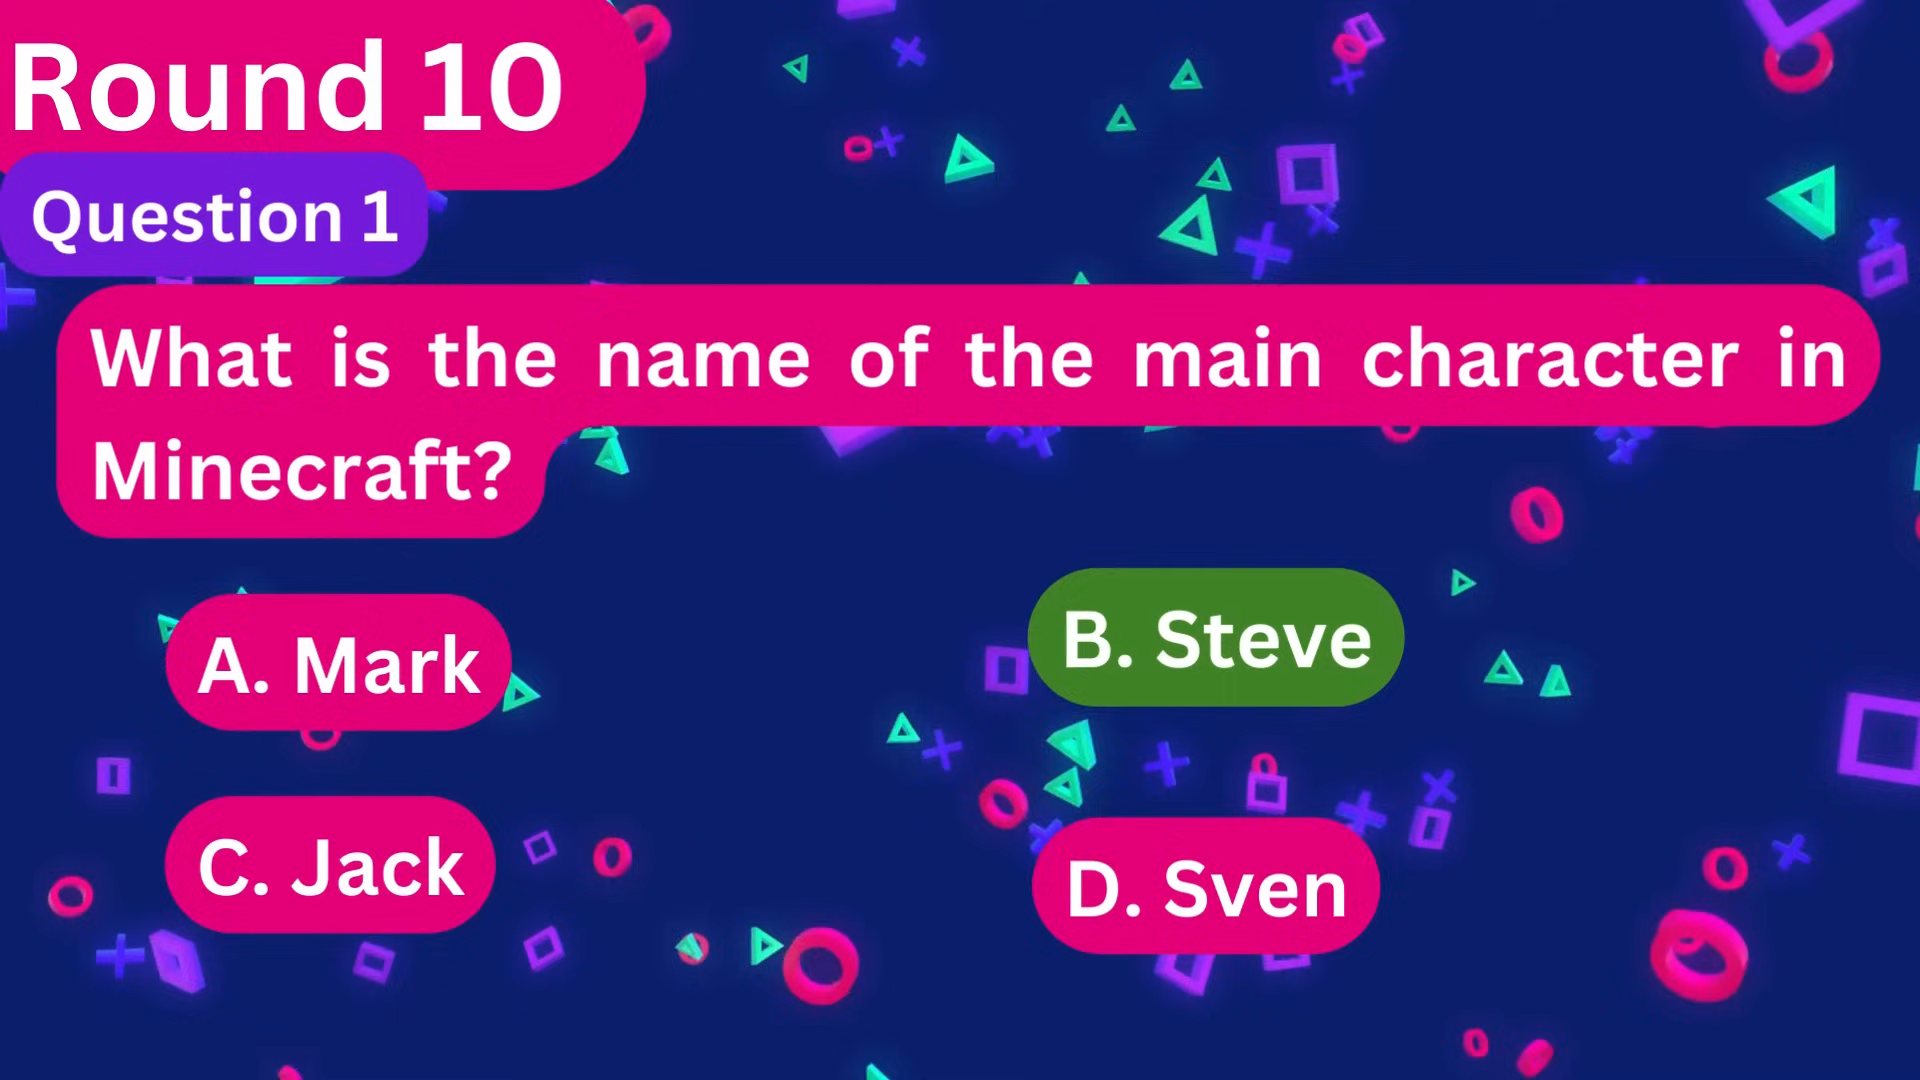 Round 10
Question 1
What is the name of the main character in
Minecraft?
A. Mark
B. Steve
C. Jack
D. Sven